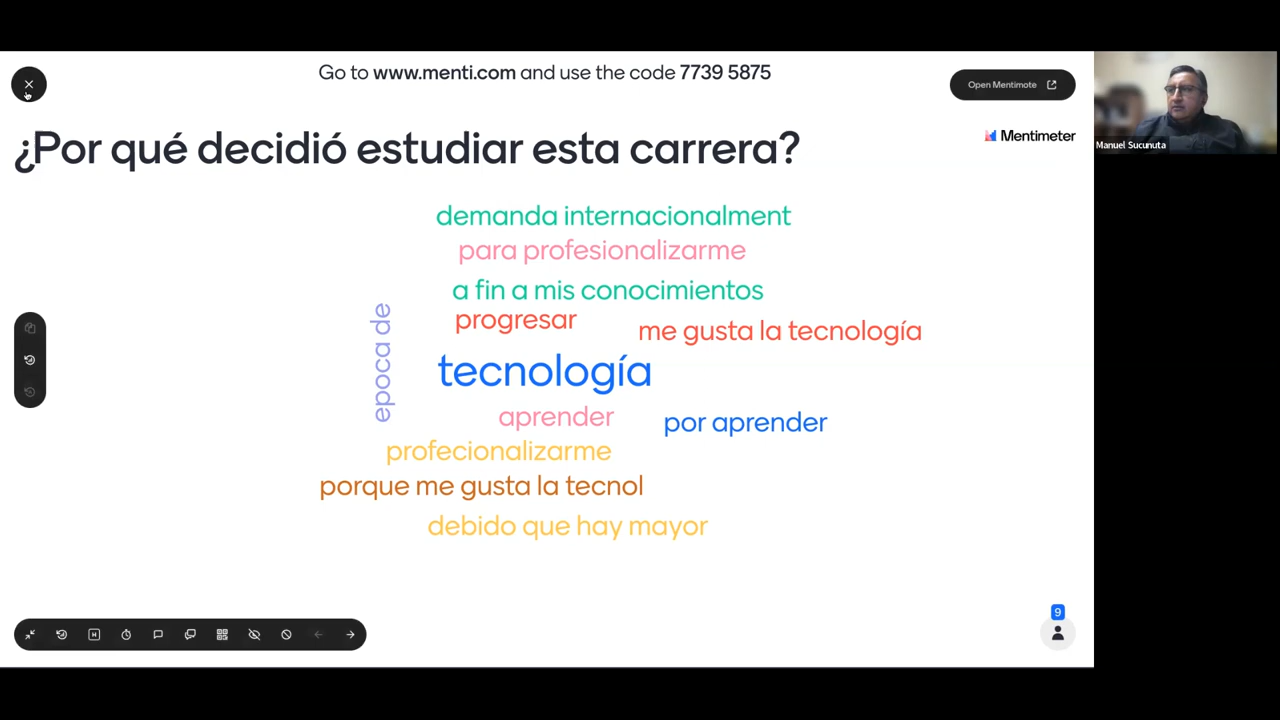 Go to www.menti.com and use the code 7739 5875
Open Mentimote
Mentimeter
Manuel Sucunuta
¿Por qué decidió estudiar esta carrera?
demanda internacionalment
para profesionalizarme
a fin a mis conocimientos
progresar
me gusta la tecnología
epoca de
tecnología
aprender
por aprender
profecionalizarme
porque me gusta la tecnol
debido que hay mayor
9
H